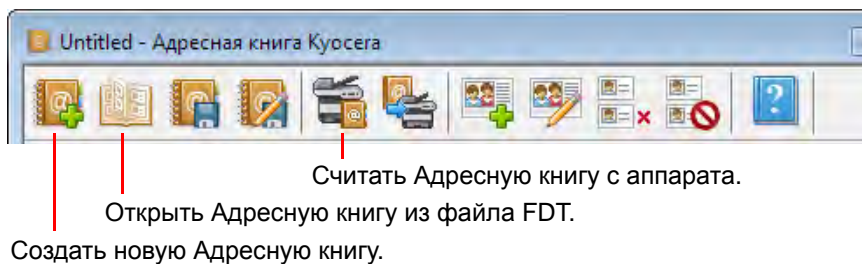 Untitled - Адресная книга Kyocera
Считать Адресную книгу с аппарата.
Открыть Адресную книгу из файла FDT.
Создать новую Адресную книгу.